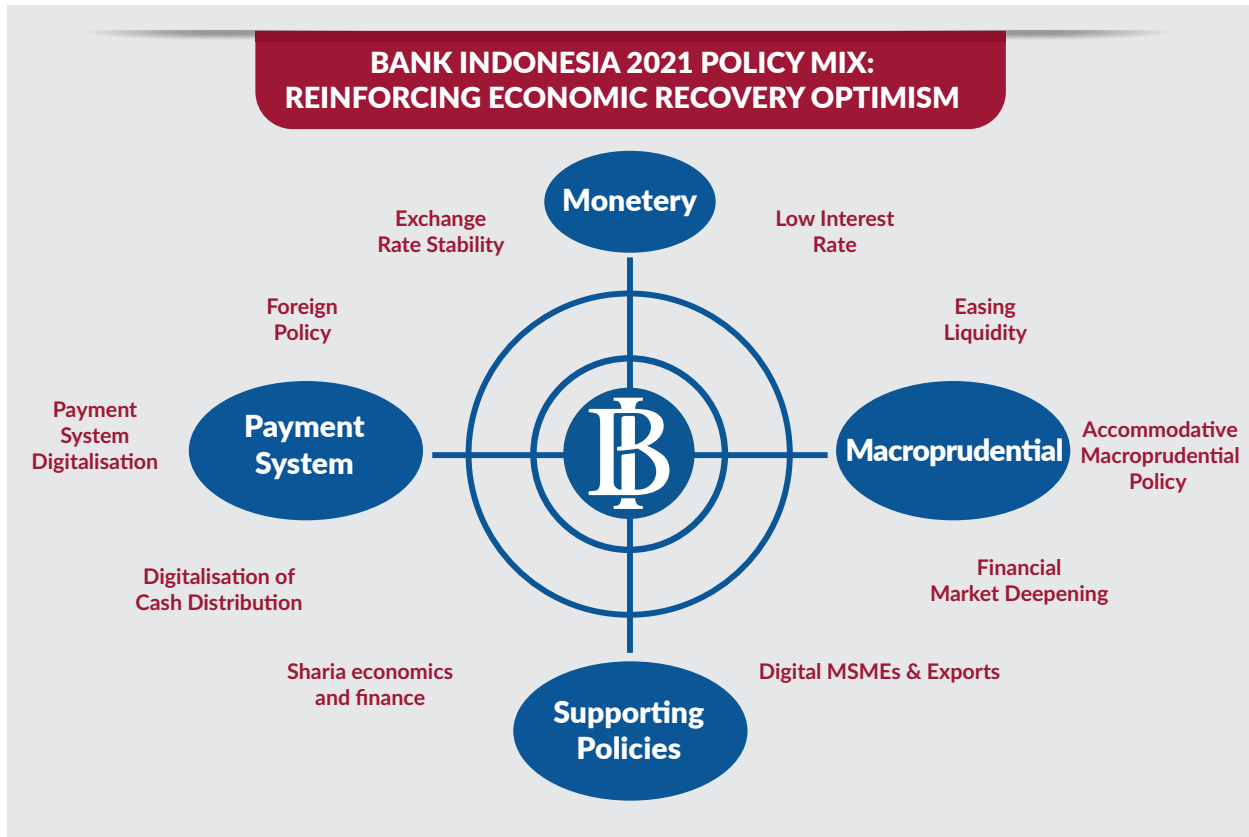 BANK INDONESIA 2021 POLICY MIX:
REINFORCING ECONOMIC RECOVERY OPTIMISM
Monetery
Exchange
Rate Stability
Low Interest
Rate
Foreign
Policy
Easing
Liquidity
Payment
System
Digitalisation
Payment
System
BI
Macroprudential
Accommodative
Macroprudential
Policy
Digitalisation of
Cash Distribution
Financial
Market Deepening
Sharia economics
and finance
Digital MSMEs & Exports
Supporting
Policies